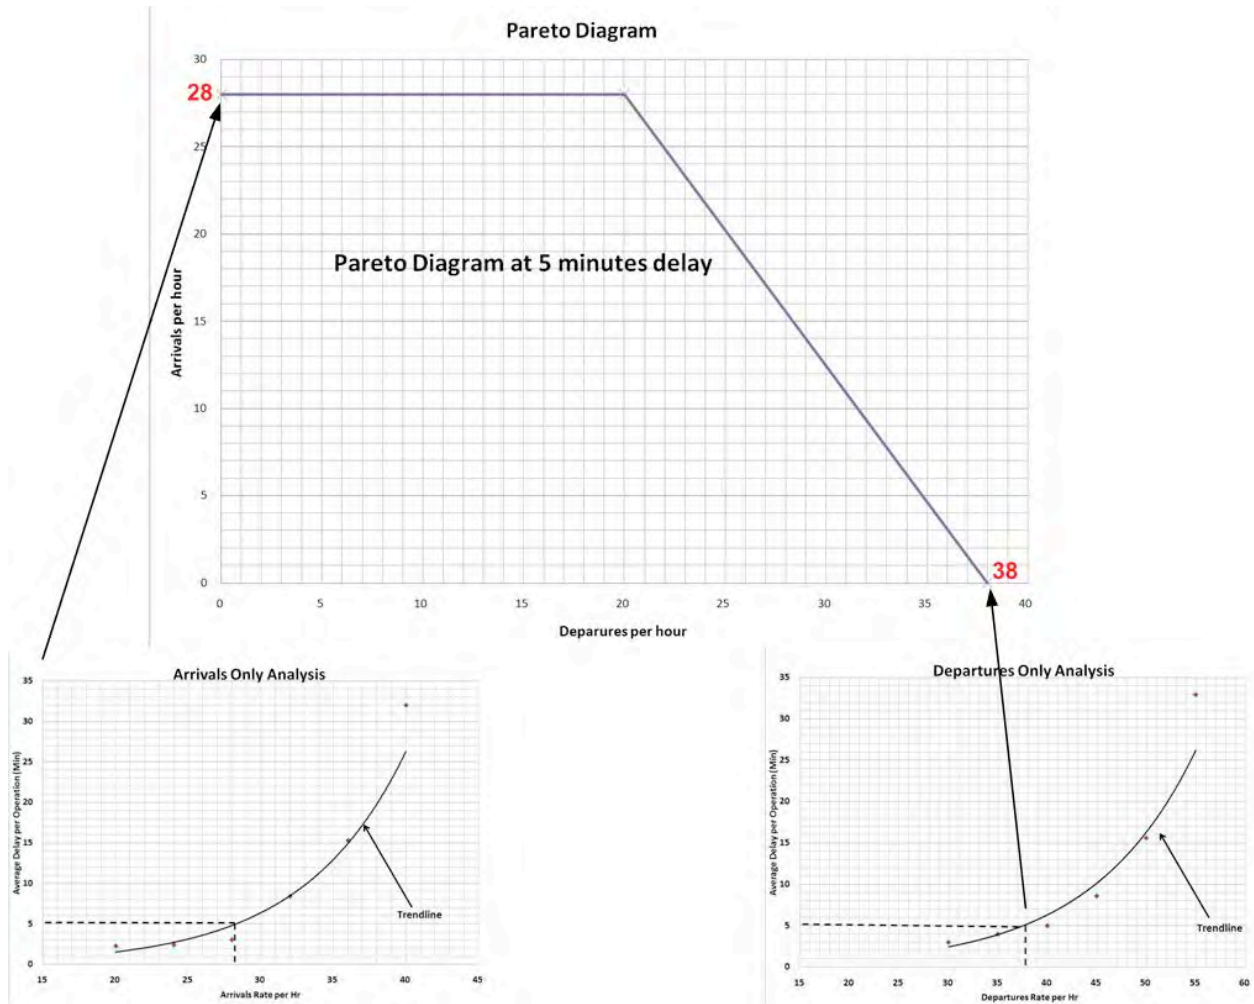 Pareto Diagram
30
28
25
20
15
10
5
0
Arrivals per hour
Pareto Diagram at 5 minutes delay
38
0 5 10 15 20 25 30 35 40
Deparures per hour
Arrivals Only Analysis
35
30
25
20
15
10
5
0
Average Delay per Operation (Min)
Trendline
15 20 25 30 35 40 45
Arrivals Rate per Hr
Departures Only Analysis
35
30
25
20
15
10
5
0
Average Delay per Operation (Min)
Trendline
15 20 25 30 35 40 45 50 55 60
Departures Rate per Hr